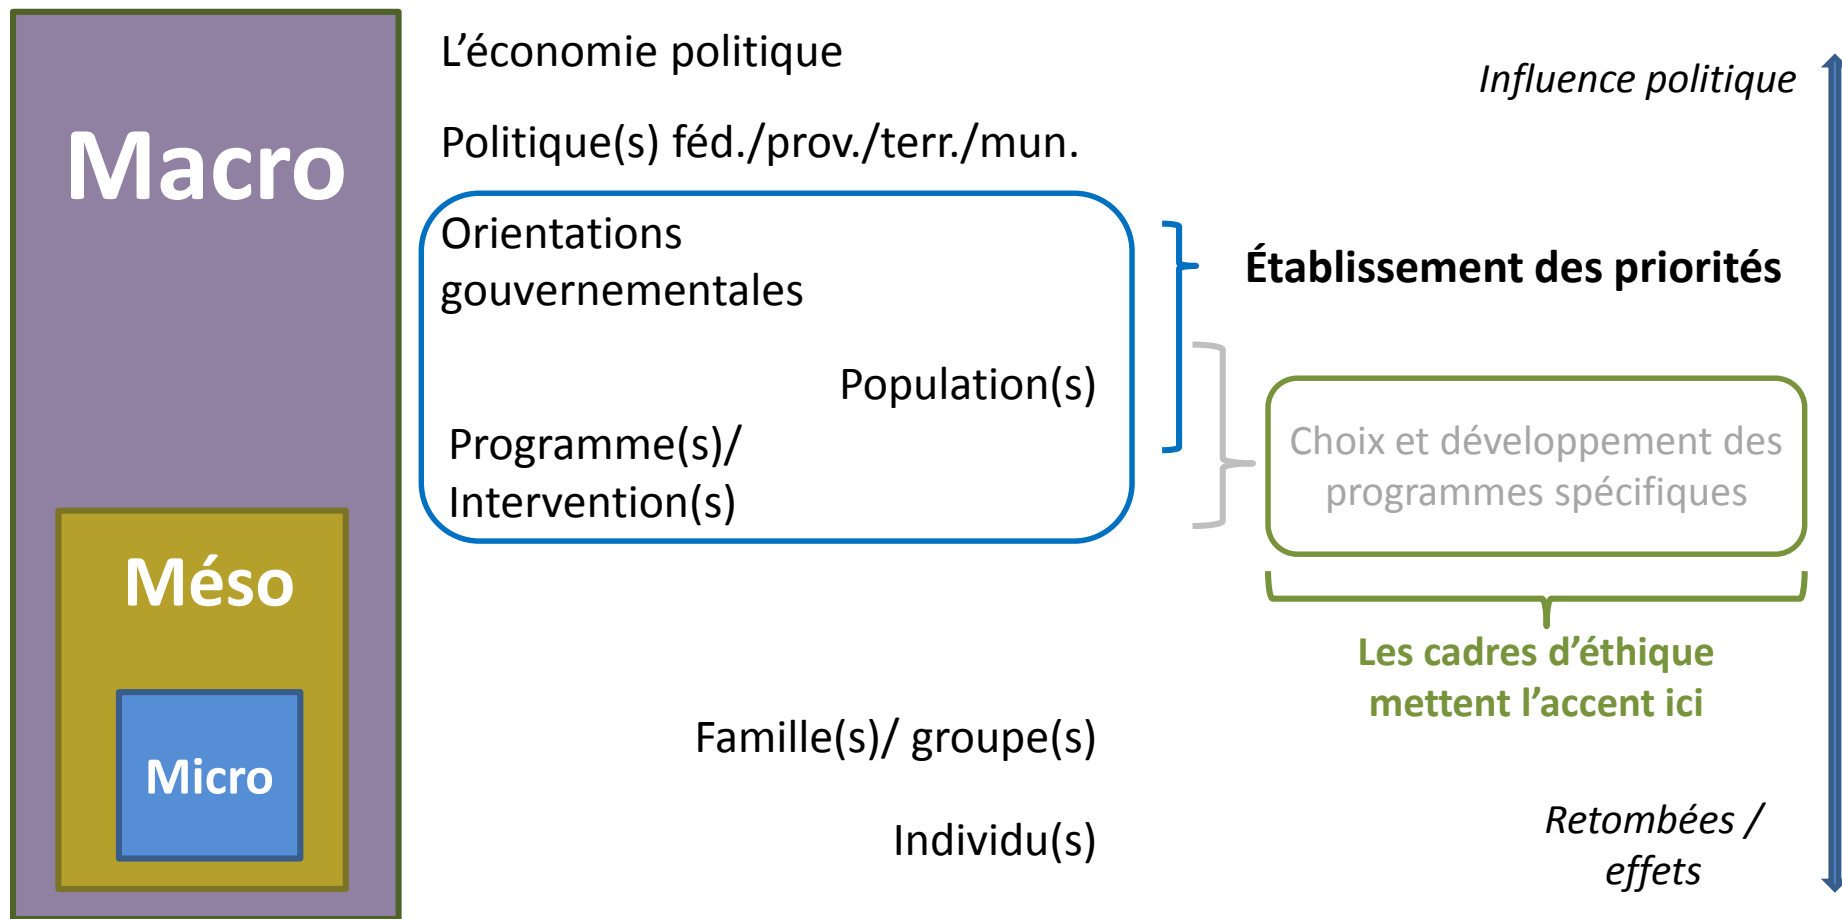 Macro
Méso
Micro
L’économie politique
Politique(s) féd./prov./terr./mun.
Orientations
gouvernementales
Population(s)
Programme(s)/
Intervention(s)
Famille(s)/ groupe(s)
Individu(s)
Influence politique
Établissement des priorités
Choix et développement des
programmes spécifiques
Les cadres d’éthique
mettent l’accent ici
Retombées /
effets